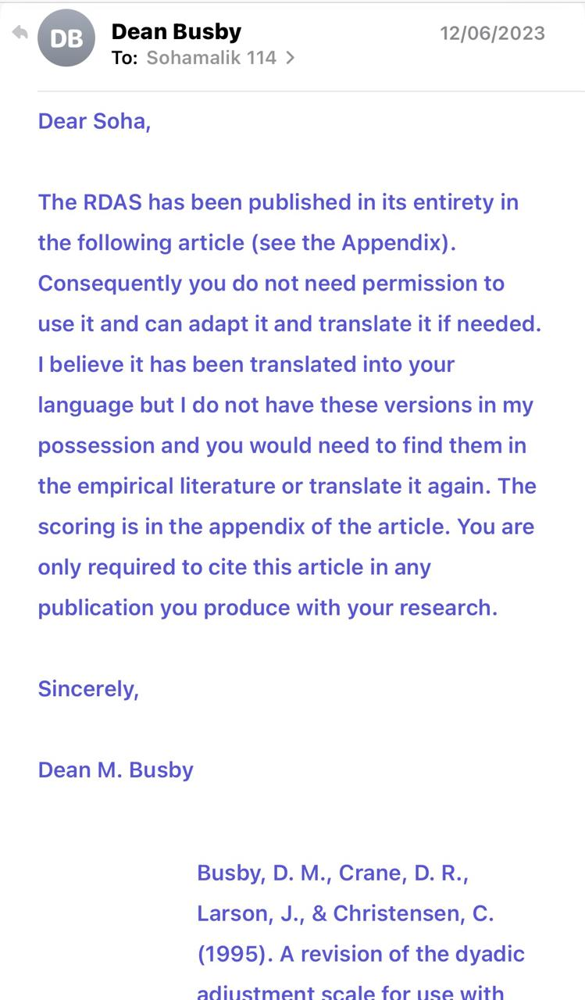 DB
Dean Busby
12/06/2023
To: Sohamalik 114
Dear Soha,
The RDAS has been published in its entirety in
the following article (see the Appendix).
Consequently you do not need permission to
use it and can adapt it and translate it if needed.
I believe it has been translated into your
language but I do not have these versions in my
possession and you would need to find them in
the empirical literature or translate it again. The
scoring is in the appendix of the article. You are
only required to cite this article in any
publication you produce with your research.
Sincerely,
Dean M. Busby
Busby, D. M., Crane, D. R.,
Larson, J., & Christensen, C.
(1995). A revision of the dyadic
adjustment scale for use with